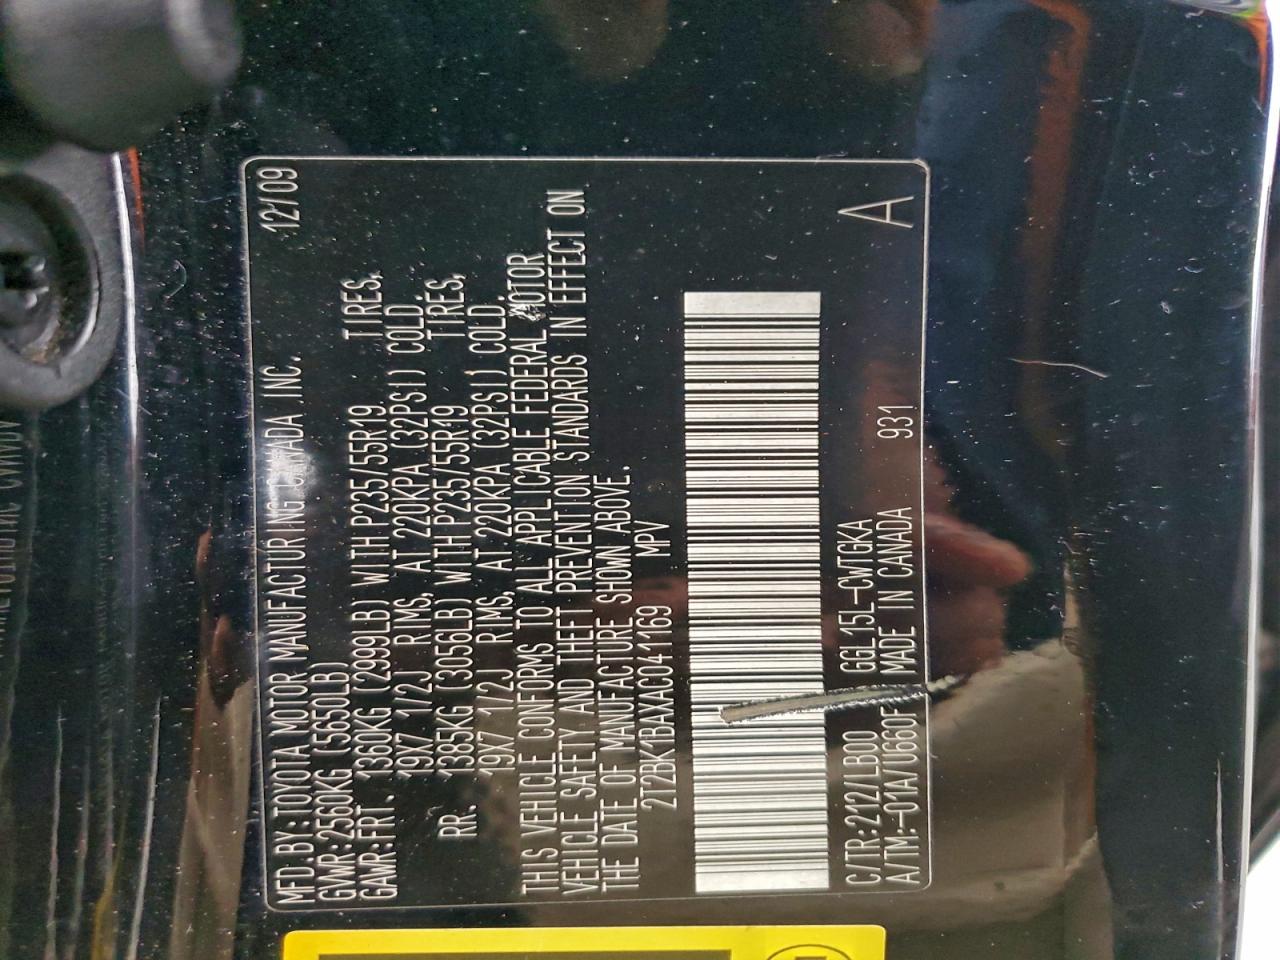 MFD.BY:TOYOTA MOTOR MANUFACTURING CANADA INC. 12/09
GVWR:2560KG (5650LB)
GAWR:FRT. 1360KG (2999LB) WITH P235/55R19 TIRES,
19X7 1/2J RIMS, AT 220KPA (32PSI) COLD.
RR. 1385KG (3056LB) WITH P235/55R19 TIRES,
19X7 1/2J RIMS, AT 220KPA (32PSI) COLD.
THIS VEHICLE CONFORMS TO ALL APPLICABLE FEDERAL MOTOR
VEHICLE SAFETY AND THEFT PREVENTION STANDARDS IN EFFECT ON
THE DATE OF MANUFACTURE SHOWN ABOVE.
2T2BK1BAXAC041169 MPV
C/TR:212/LB00 GGL15L-CWTGKA A
A/TM:-01A/U660F MADE IN CANADA 931